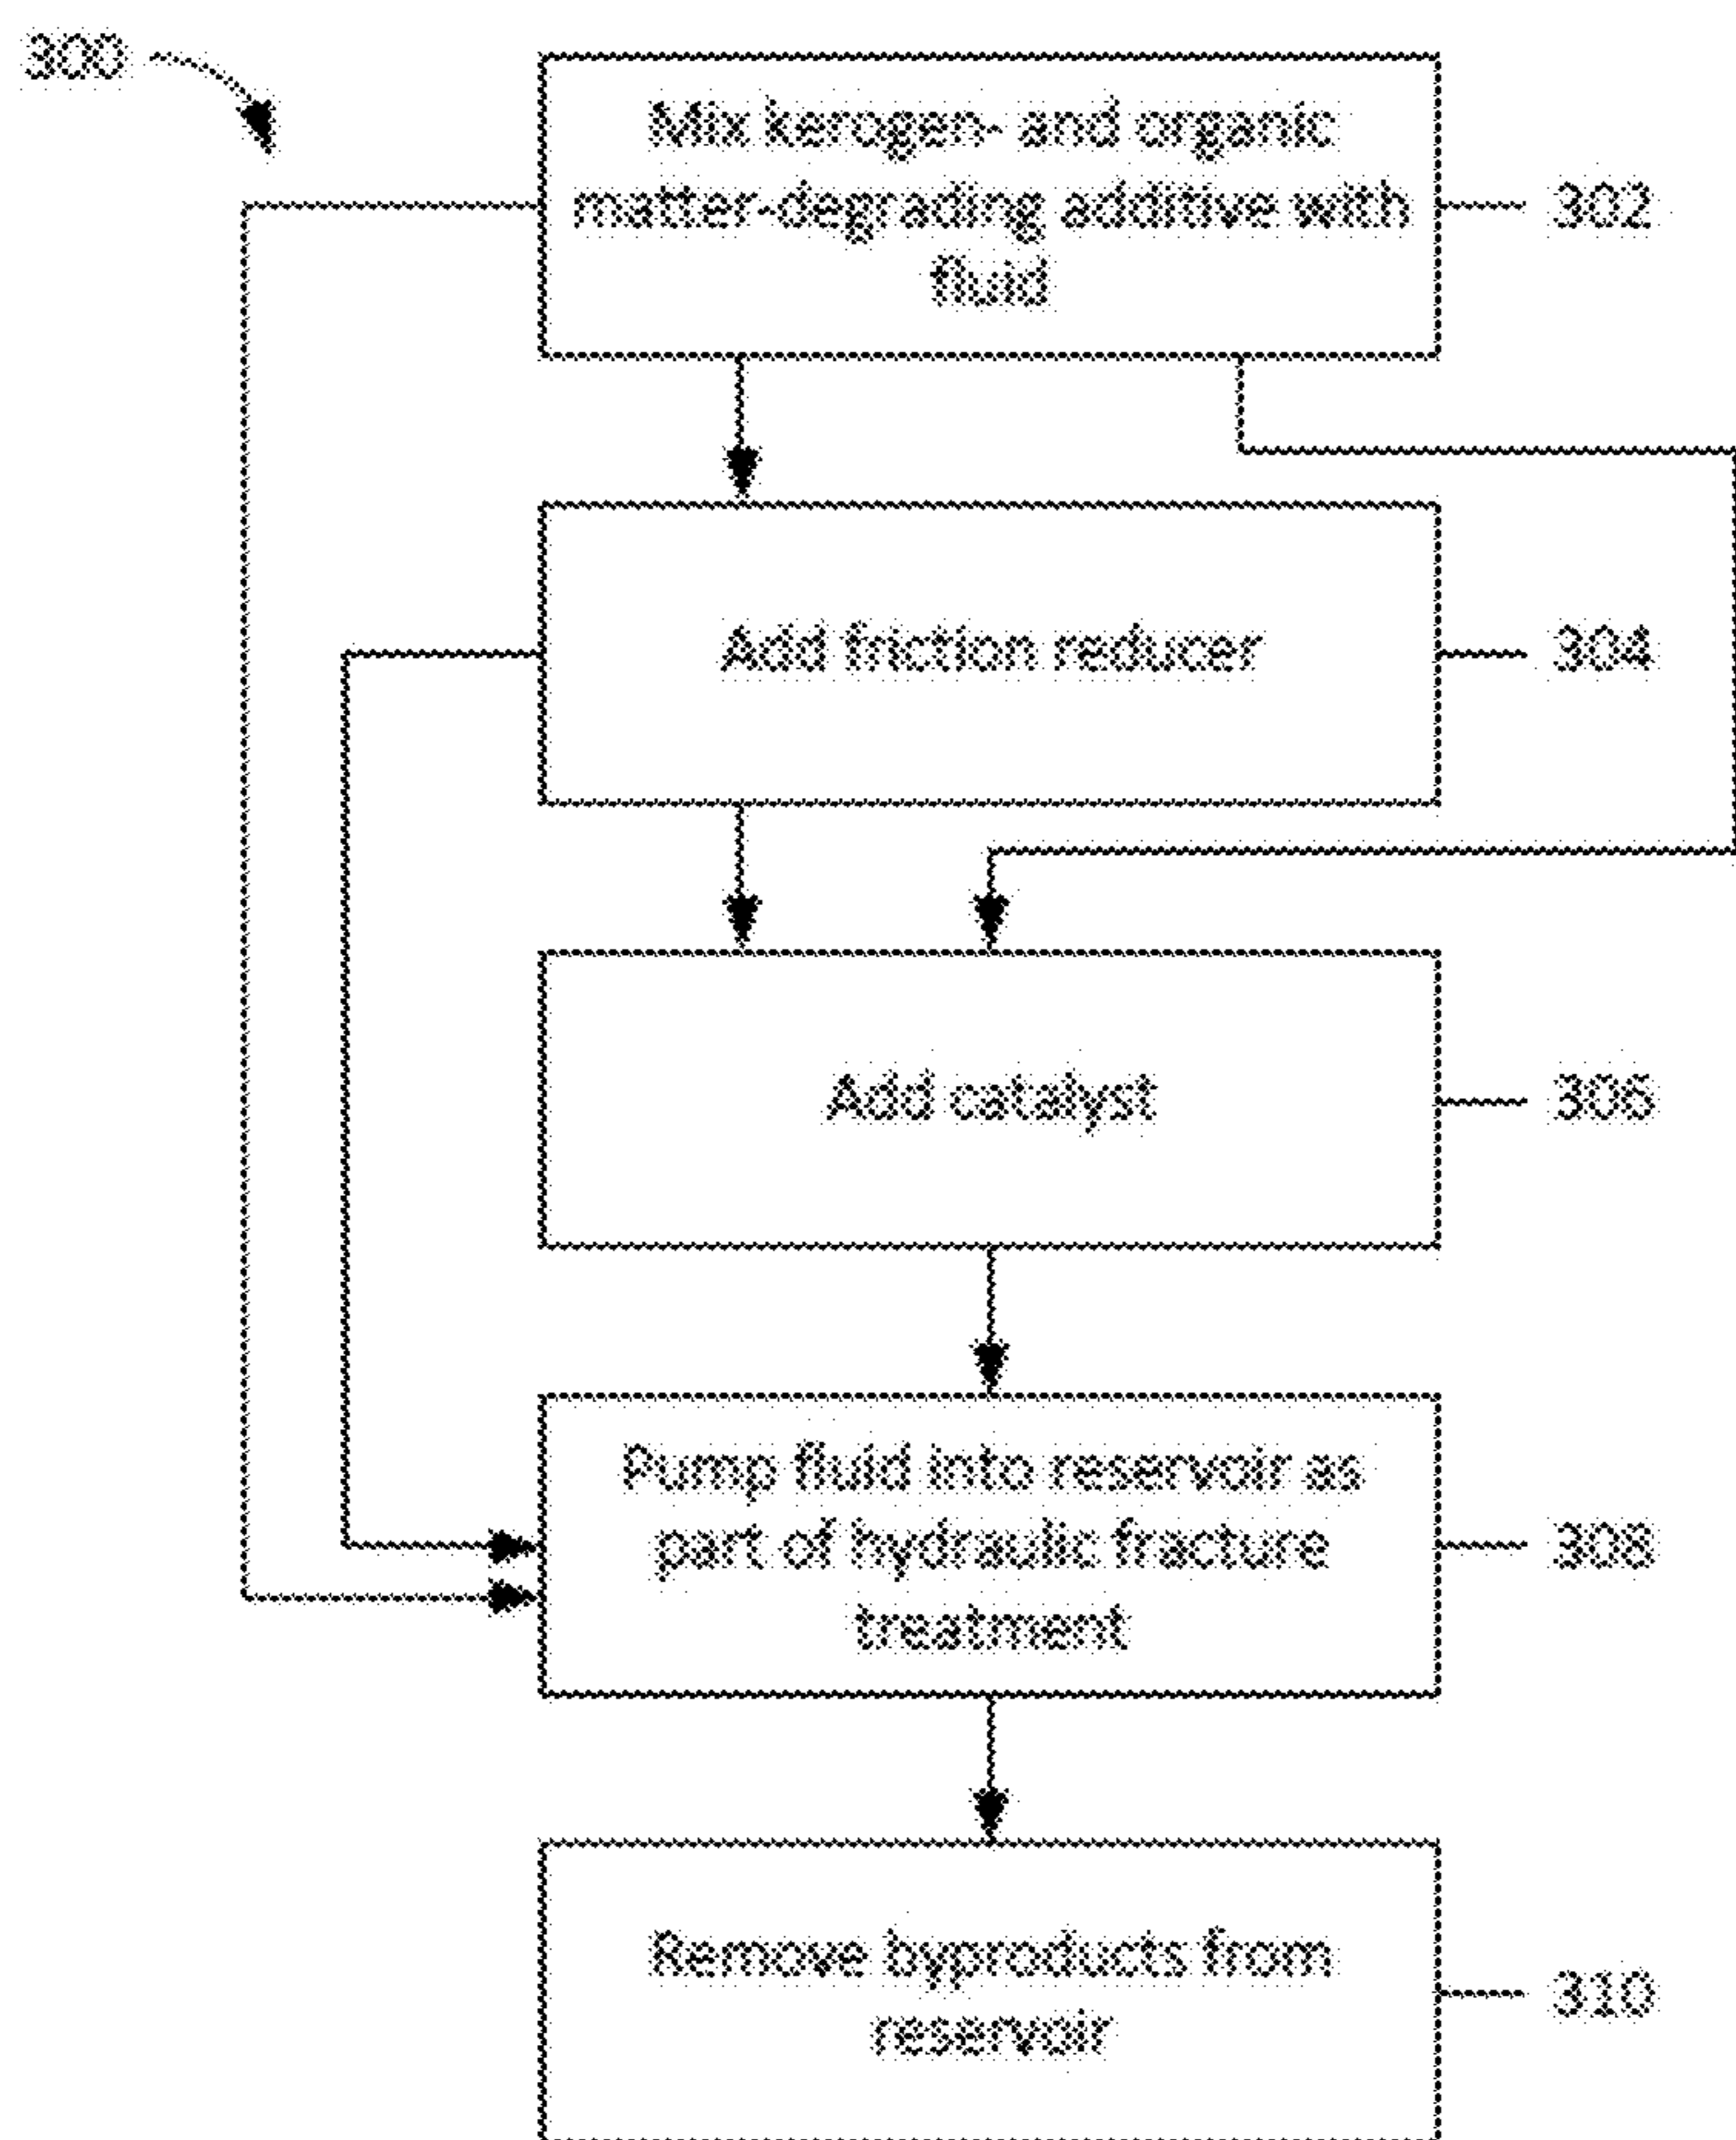 300
Mix kerogen- and organic
matter-degrading additive with
fluid
302
Add friction reducer
304
Add catalyst
306
Pump fluid into reservoir as
part of hydraulic fracture
treatment
308
Remove byproducts from
reservoir
310